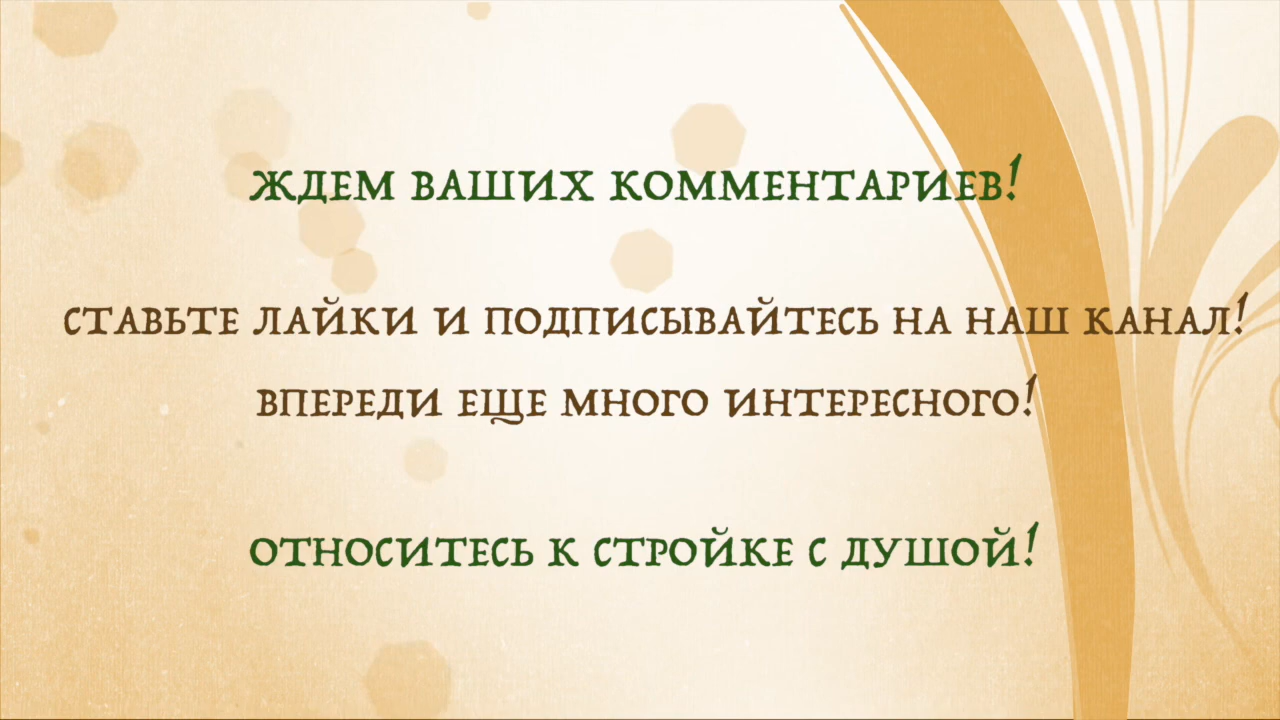 ждем ваших комментариев!
ставьте лайки и подписывайтесь на наш канал!
впереди еще много интересного!
относитесь к стройке с душой!